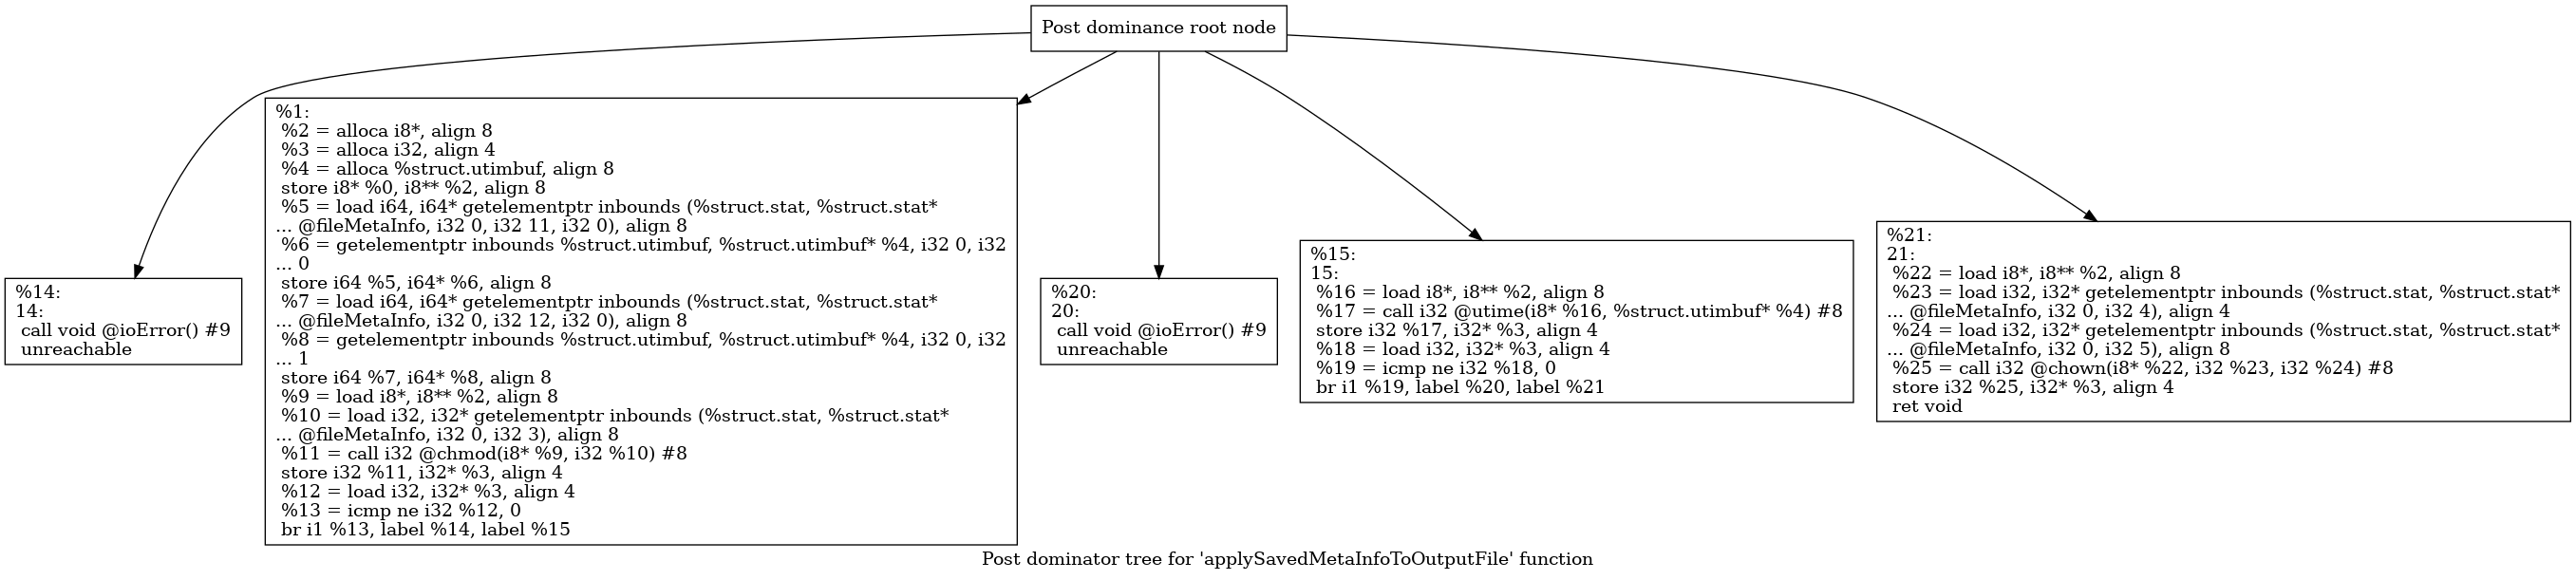 Post dominance root node
%14:
14:
call void @ioError() #9
unreachable
%1:
%2 = alloca i8*, align 8
%3 = alloca i32, align 4
%4 = alloca %struct.utimbuf, align 8
store i8* %0, i8** %2, align 8
%5 = load i64, i64* getelementptr inbounds (%struct.stat, %struct.stat*
... @fileMetaInfo, i32 0, i32 11, i32 0), align 8
%6 = getelementptr inbounds %struct.utimbuf, %struct.utimbuf* %4, i32 0, i32
... 0
store i64 %5, i64* %6, align 8
%7 = load i64, i64* getelementptr inbounds (%struct.stat, %struct.stat*
... @fileMetaInfo, i32 0, i32 12, i32 0), align 8
%8 = getelementptr inbounds %struct.utimbuf, %struct.utimbuf* %4, i32 0, i32
... 1
store i64 %7, i64* %8, align 8
%9 = load i8*, i8** %2, align 8
%10 = load i32, i32* getelementptr inbounds (%struct.stat, %struct.stat*
... @fileMetaInfo, i32 0, i32 3), align 8
%11 = call i32 @chmod(i8* %9, i32 %10) #8
store i32 %11, i32* %3, align 4
%12 = load i32, i32* %3, align 4
%13 = icmp ne i32 %12, 0
br i1 %13, label %14, label %15
%20:
20:
call void @ioError() #9
unreachable
%15:
15:
%16 = load i8*, i8** %2, align 8
%17 = call i32 @utime(i8* %16, %struct.utimbuf* %4) #8
store i32 %17, i32* %3, align 4
%18 = load i32, i32* %3, align 4
%19 = icmp ne i32 %18, 0
br i1 %19, label %20, label %21
%21:
21:
%22 = load i8*, i8** %2, align 8
%23 = load i32, i32* getelementptr inbounds (%struct.stat, %struct.stat*
... @fileMetaInfo, i32 0, i32 4), align 4
%24 = load i32, i32* getelementptr inbounds (%struct.stat, %struct.stat*
... @fileMetaInfo, i32 0, i32 5), align 8
%25 = call i32 @chown(i8* %22, i32 %23, i32 %24) #8
store i32 %25, i32* %3, align 4
ret void
Post dominator tree for 'applySavedMetaInfoToOutputFile' function